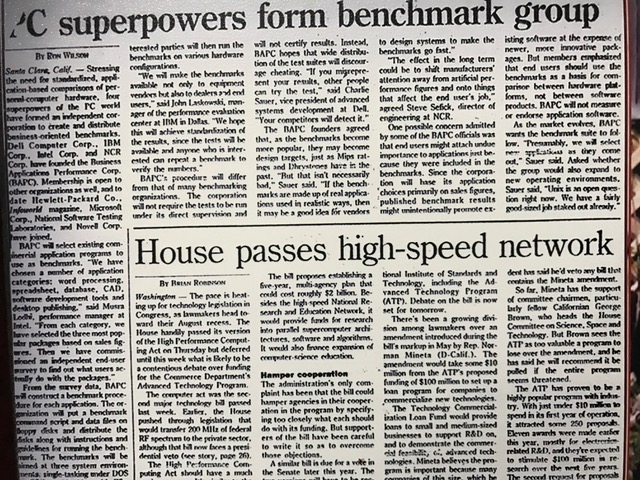 PC superpowers form benchmark group
By Ron Wilson
Santa Clara, Calif. — Stressing
the need for standardized, appli-
cation-based comparisons of per-
sonal-computer hardware, four
superpowers of the PC world
have formed an independent cor-
poration to create and distribute
business-oriented benchmarks.
Dell Computer Corp., IBM
Corp., Intel Corp. and NCR
Corp. have founded the Business
Applications Performance Corp.
(BAPC). Membership is open to
other organizations as well, and to
date Hewlett-Packard Co.,
Infoworld magazine, Microsoft
Corp., National Software Testing
Laboratories, and Novell Corp.
have joined.
BAPC will select existing com-
mercial application programs to
use as benchmarks. "We have
chosen a number of application
categories: word processing,
spreadsheet, database, CAD,
software development tools and
desktop publishing," said
Lodhi, performance manager at
Intel. "From each category, we
have selected the three most pop-
ular packages based on sales fig-
ures. Then we have commis-
sioned an independent end-user
survey to find out what users ac-
tually do with the packages."
From the survey data, BAPC
will construct a benchmark proce-
dure for each application. The or-
ganization will put a benchmark
command script and data files on
floppy disks and distribute the
disks along with instructions and
guidelines for running the bench-
mark. The benchmarks will be
aimed at three system environ-
ments, single-tasking under DOS
terested parties will then run the
benchmarks on various hardware
configurations.
"We will make the benchmarks
available not only to equipment
vendors but also to dealers and end
users," said John Laskowski, man-
ager of the performance evaluation
center at IBM in Dallas. "We hope
this will achieve standardization of
the results, since the tests will be
available and anyone who is inter-
ested can repeat a benchmark to
verify the numbers."
BAPC's procedure will differ
from that of many benchmarking
organizations. The corporation
will not require the tests to be run
under its direct supervision and
will not certify results. Instead,
BAPC hopes that wide distribu-
tion of the test suites will discour-
age cheating. "If you misrepre-
sent your results, other people
can try the test," said Charlie
Sauer, vice president of advanced
systems development at Dell.
"Your competitors will detect it."
The BAPC founders agreed
that, as the benchmarks become
more popular, they may become
design targets, just as Mips rat-
ings and Dhrystones have in the
past. "But that isn't necessarily
bad," Sauer said. "If the bench-
marks are made up of real applica-
tions used in realistic ways, then
it may be a good idea for vendors
to design systems to make the
benchmarks go fast."
"The effect in the long term
could be to shift manufacturers'
attention away from artificial per-
formance figures and onto things
that affect the end user's job,"
agreed Steve Sefick, director of
engineering at NCR.
One possible concern admitted
by some of the BAPC officials was
that end users might attach undue
importance to applications just be-
cause they were included in the
benchmarks. Since the corpora-
tion will base its application
choices primarily on sales figures,
published benchmark results
might unintentionally promote ex-
isting software at the expense of
newer, more innovative pack-
ages. But members emphasized
that end users should use the
benchmarks as a basis for com-
parison between hardware plat-
forms, not between software
products. BAPC will not measure
or endorse application software.
As the market evolves, BAPC
wants the benchmark suite to fol-
low. "Presumably, we will select
new applications as they come
out," Sauer said. Asked whether
the group would also expand to
new operating environments,
Sauer said, "Unix is an open ques-
tion right now. We have a fairly
good-sized job staked out already."
House passes high-speed network
By Brian Robinson
Washington — The pace is heat-
ing up for technology legislation in
Congress, as lawmakers head to-
ward their August recess. The
House handily passed its version
of the High Performance Comput-
ing Act on Thursday but deferred
until this week what is likely to be
a contentious debate over funding
for the Commerce Department's
Advanced Technology Program.
The computer act was the sec-
ond major technology bill passed
last week. Earlier, the House
pushed through legislation that
would transfer 200 MHz of federal
RF spectrum to the private sector,
although that bill now faces a presi-
dential veto (see story, page 26).
The High Performance Com-
puting Act should have a much
The bill proposes establishing a
five-year, multi-agency plan that
could cost roughly $2 billion. Be-
sides the high-speed National Re-
search and Education Network, it
would provide funds for research
into parallel supercomputer archi-
tectures, software and algorithms.
It would also finance expansion of
computer-science education.
Hamper cooperation
The administration's only com-
plaint has been that the bill could
hamper agencies in their cooper-
ation in the program by specify-
ing too closely what each should
do with its funding. But support-
ers of the bill have been careful
to write it so as to overcome
those objections.
A similar bill is due for a vote in
the Senate later this year. The
tional Institute of Standards and
Technology, including the Ad-
vanced Technology Program
(ATP). Debate on the bill is now
set for tomorrow.
There's been a growing divi-
sion among lawmakers over an
amendment introduced during the
bill's markup in May by Rep. Nor-
man Mineta (D-Calif.). The
amendment would take some $10
million from the ATP's proposed
funding of $100 million to set up a
loan program for companies to
commercialize new technologies.
The Technology Commercial-
ization Loan Fund would provide
loans to small and medium-sized
businesses to support R&D on,
and to demonstrate the commer-
cial feasibility, of, advanced tech-
nologies. Mineta believes the pro-
gram is important because many
companies of this size, which he
dent has said he'd veto any bill that
contains the Mineta amendment.
So far, Mineta has the support
of committee chairmen, particu-
larly fellow Californian George
Brown, who heads the House
Committee on Science, Space and
Technology. But Brown sees the
ATP as too valuable a program to
lose over the amendment, and he
has said he will recommend it be
pulled if the entire program
seems threatened.
The ATP has proven to be a
highly popular program with indus-
try. With just under $10 million to
spend in its first year of operation,
it attracted some 250 proposals.
Eleven awards were made earlier
this year, mostly for electronics-
related R&D, and they're expected
to stimulate $100 million in re-
search over the next five years.
The second request for proposals